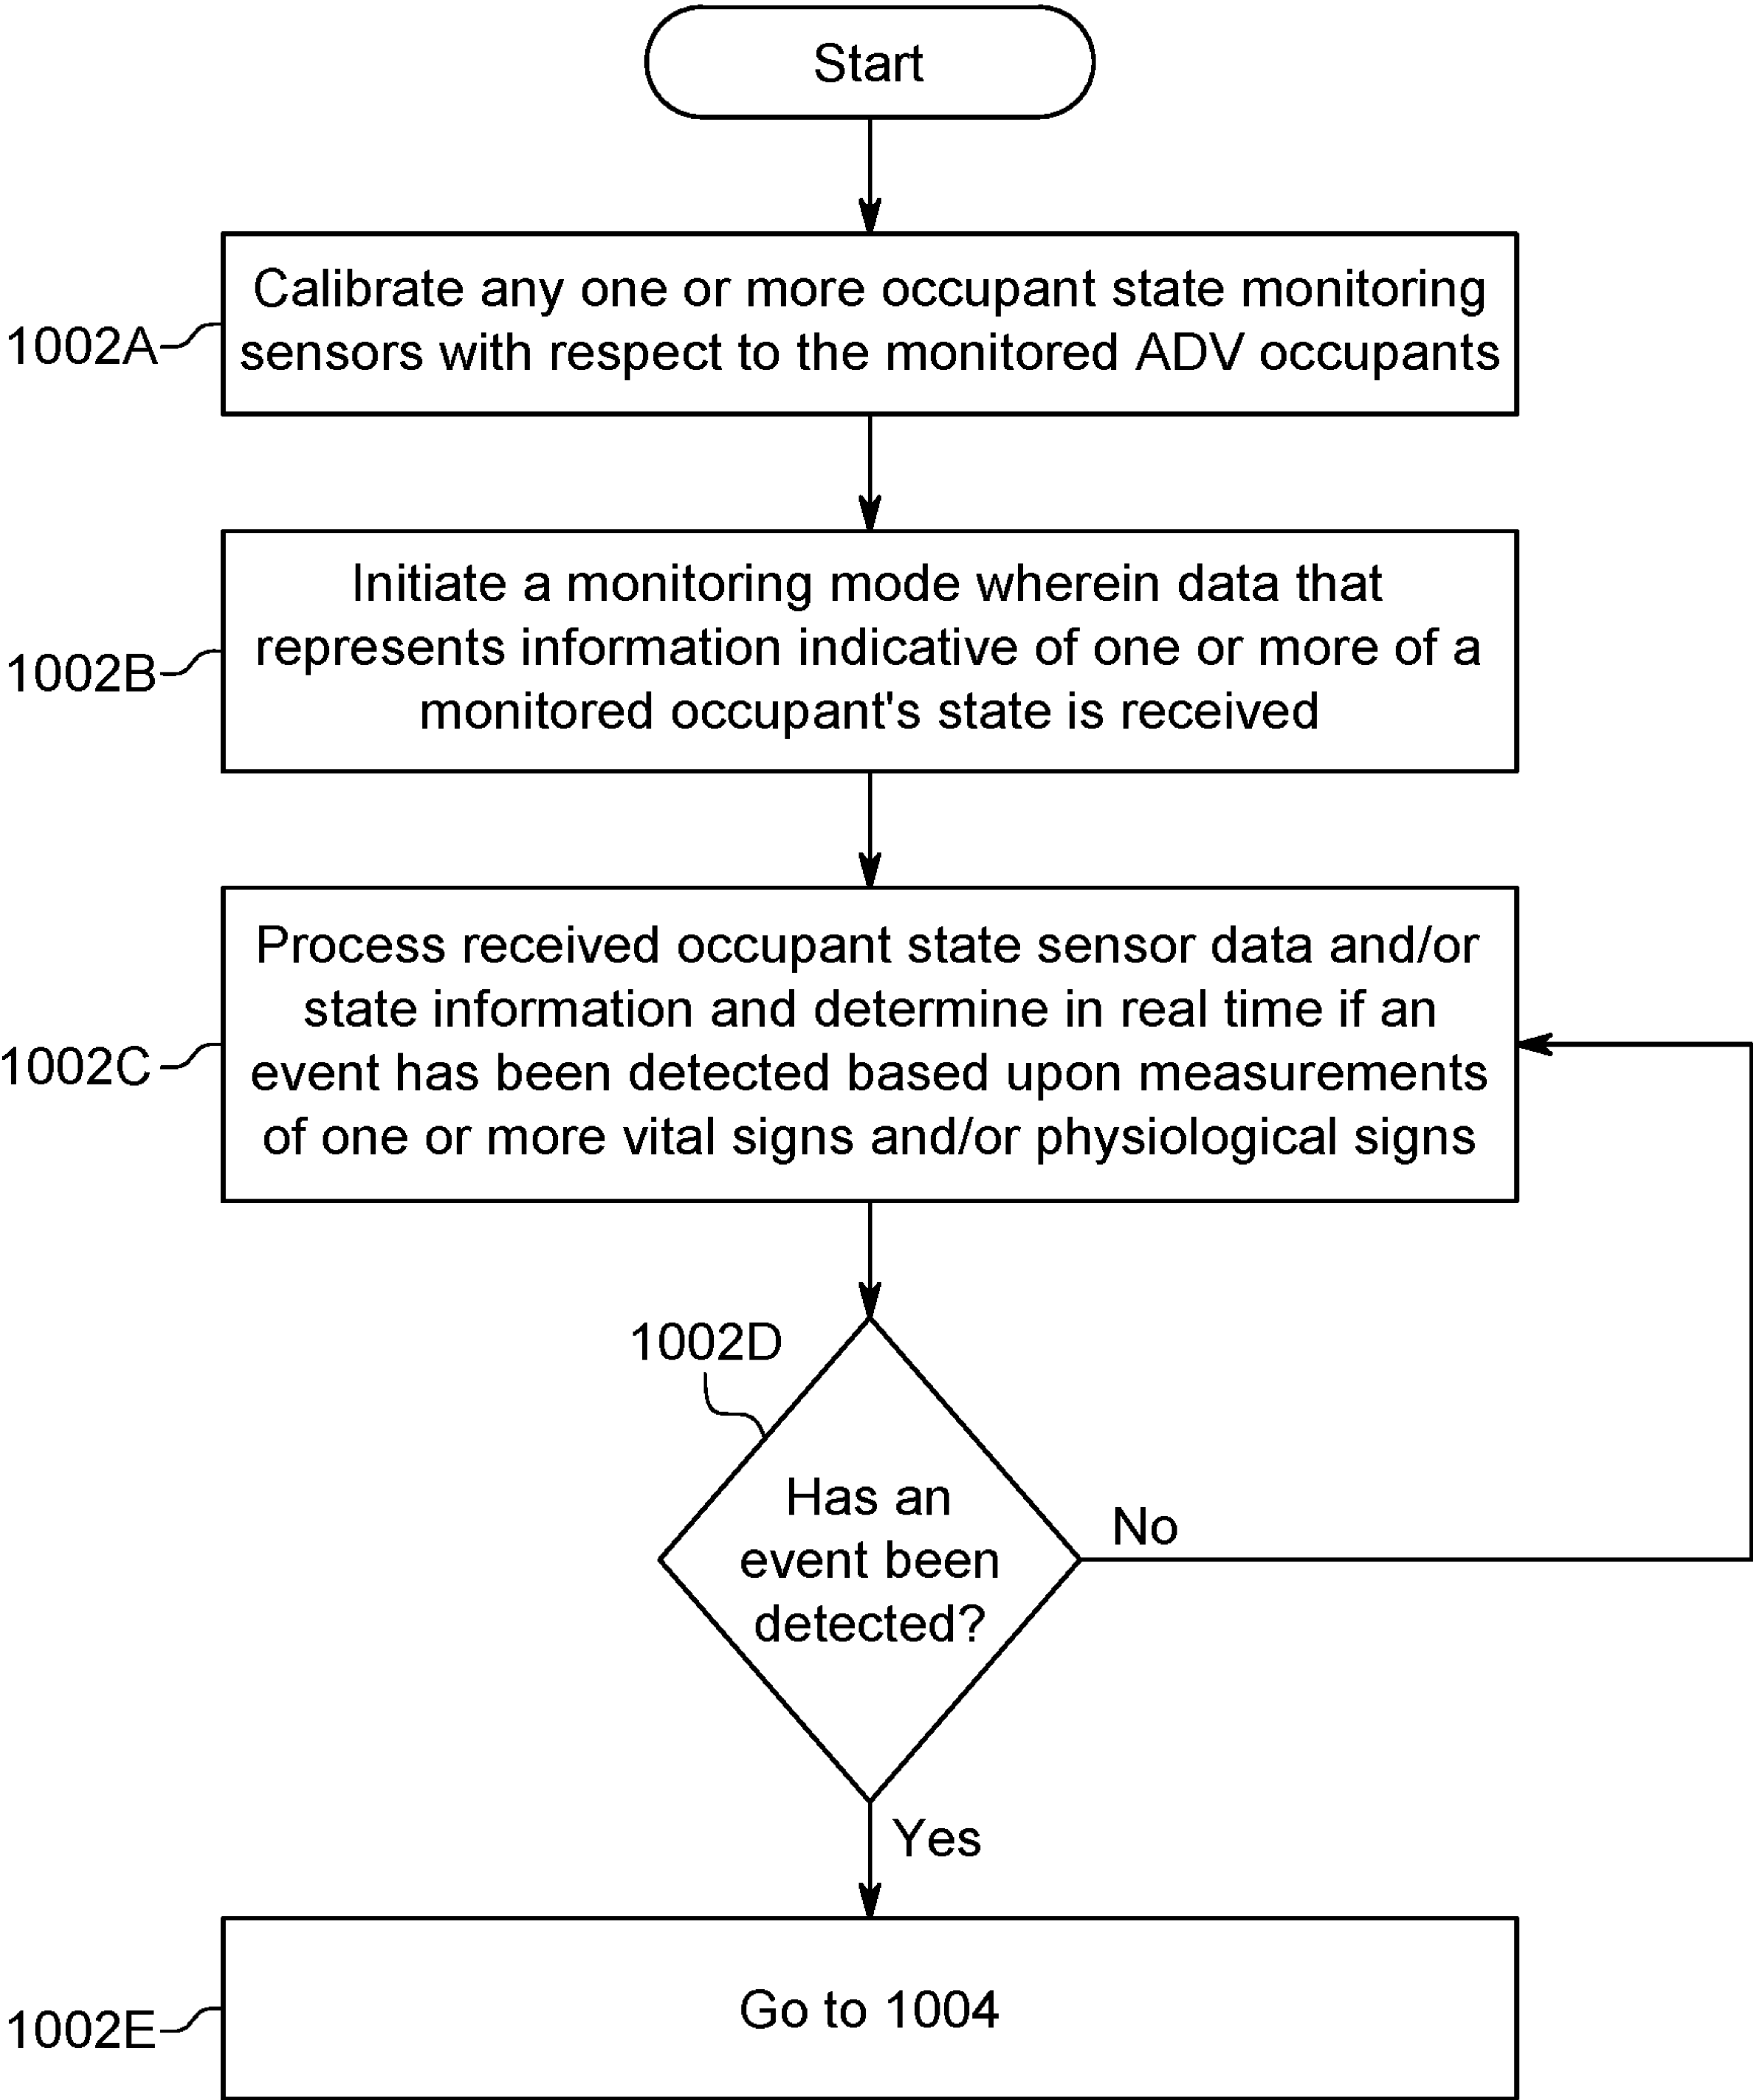 Start
Calibrate any one or more occupant state monitoring
sensors with respect to the monitored ADV occupants
1002A
Initiate a monitoring mode wherein data that
represents information indicative of one or more of a
monitored occupant's state is received
1002B
Process received occupant state sensor data and/or
state information and determine in real time if an
event has been detected based upon measurements
of one or more vital signs and/or physiological signs
1002C
1002D
Has an
event been
detected?
No
Yes
Go to 1004
1002E